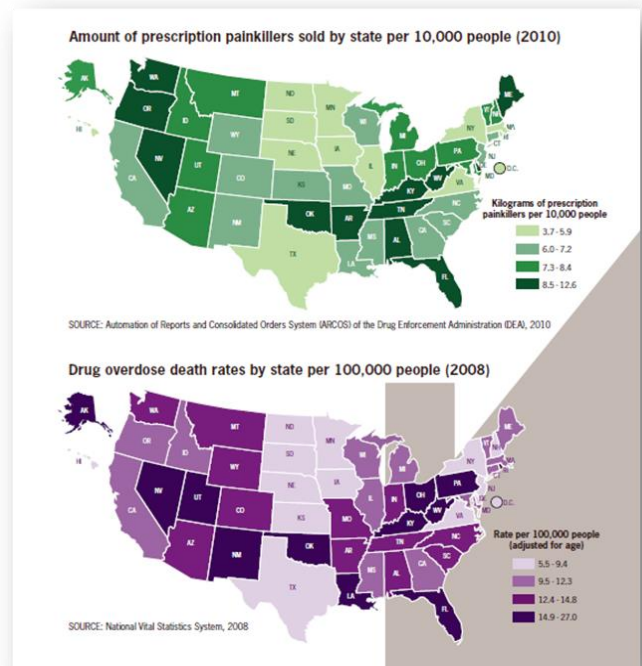 Amount of prescription painkillers sold by state per 10,000 people (2010)
AK
WA
MT
ND
MN
ME
OR
ID
SD
WI
MI
VT
NH
NY
MA
HI
WY
CT
NV
NE
IA
PA
NJ
CA
UT
CO
IL
IN
OH
DE
MD
D.C.
KS
MO
WV
VA
KY
AZ
NM
OK
AR
TN
NC
SC
TX
MS
AL
GA
LA
FL
Kilograms of prescription
painkillers per 10,000 people
3.7 - 5.9
6.0 - 7.2
7.3 - 8.4
8.5 - 12.6
SOURCE: Automation of Reports and Consolidated Orders System (ARCOS) of the Drug Enforcement Administration (DEA), 2010
Drug overdose death rates by state per 100,000 people (2008)
AK
WA
MT
ND
MN
ME
OR
ID
SD
WI
MI
VT
NH
NY
MA
HI
WY
CT
NV
NE
IA
PA
NJ
CA
UT
CO
IL
IN
OH
DE
MD
D.C.
KS
MO
WV
VA
KY
AZ
NM
OK
AR
TN
NC
SC
TX
MS
AL
GA
LA
FL
Rate per 100,000 people
(adjusted for age)
5.5 - 9.4
9.5 - 12.3
12.4 - 14.8
14.9 - 27.0
SOURCE: National Vital Statistics System, 2008